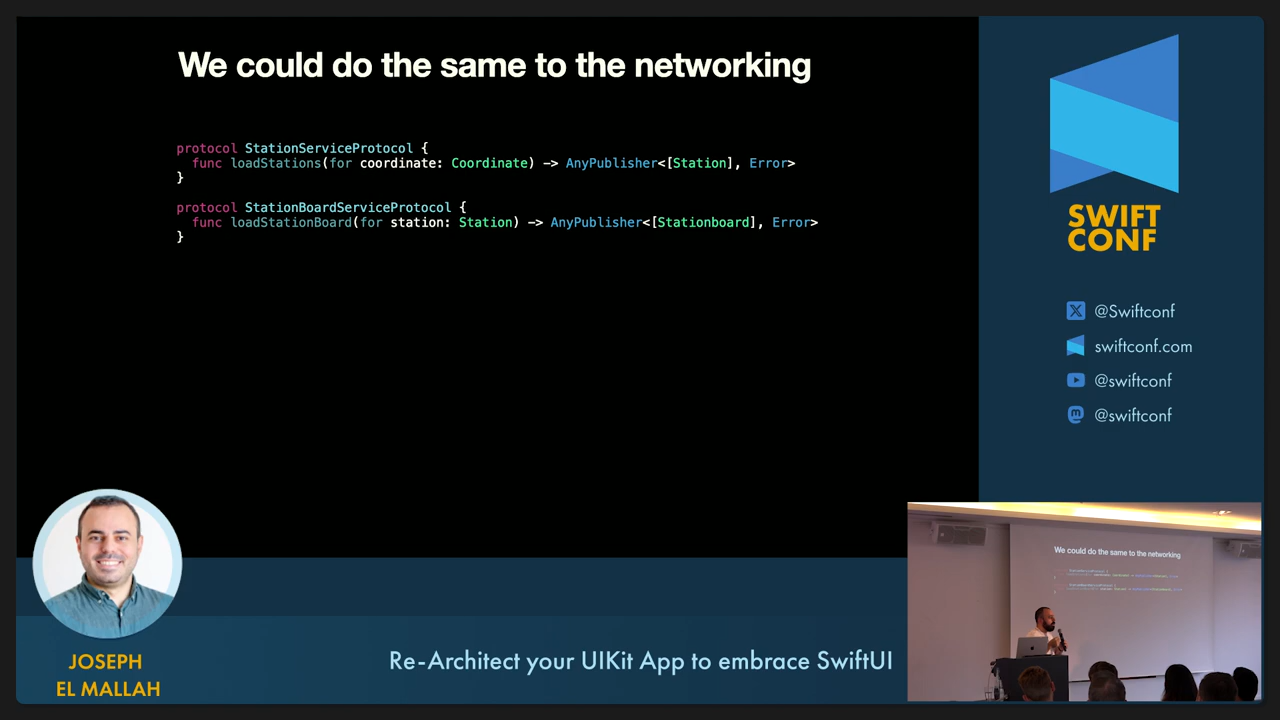 We could do the same to the networking
protocol StationServiceProtocol {
  func loadStations(for coordinate: Coordinate) -> AnyPublisher<[Station], Error>
}
protocol StationBoardServiceProtocol {
  func loadStationBoard(for station: Station) -> AnyPublisher<[Stationboard], Error>
}
SWIFT
CONF
@Swiftconf
swiftconf.com
@swiftconf
@swiftconf
JOSEPH
EL MALLAH
Re-Architect your UIKit App to embrace SwiftUI
We could do the same to the networking